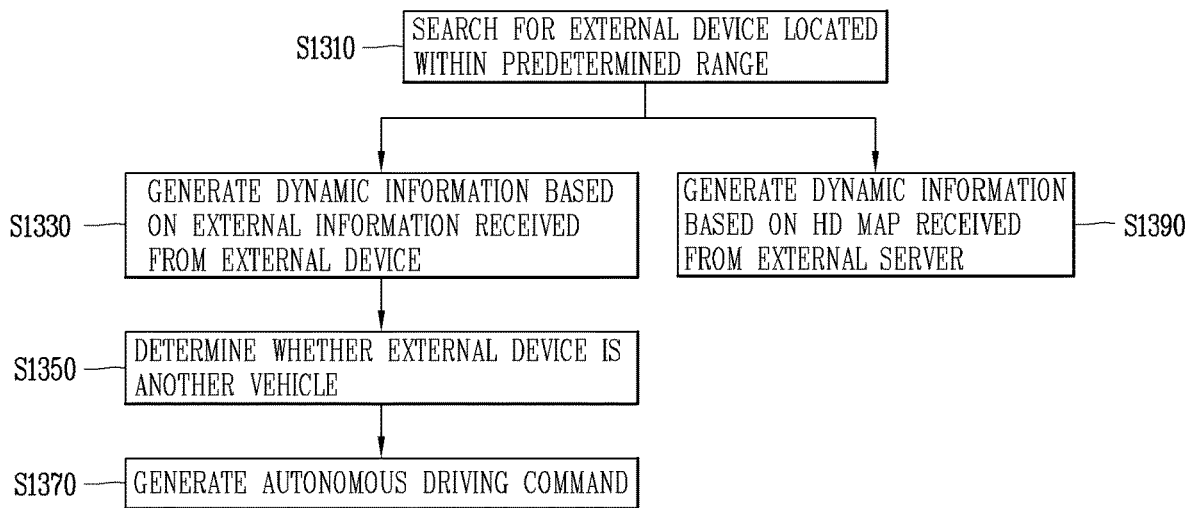 S1310
SEARCH FOR EXTERNAL DEVICE LOCATED
WITHIN PREDETERMINED RANGE
S1330
GENERATE DYNAMIC INFORMATION BASED
ON EXTERNAL INFORMATION RECEIVED
FROM EXTERNAL DEVICE
GENERATE DYNAMIC INFORMATION
BASED ON HD MAP RECEIVED
FROM EXTERNAL SERVER
S1390
S1350
DETERMINE WHETHER EXTERNAL DEVICE IS
ANOTHER VEHICLE
S1370
GENERATE AUTONOMOUS DRIVING COMMAND